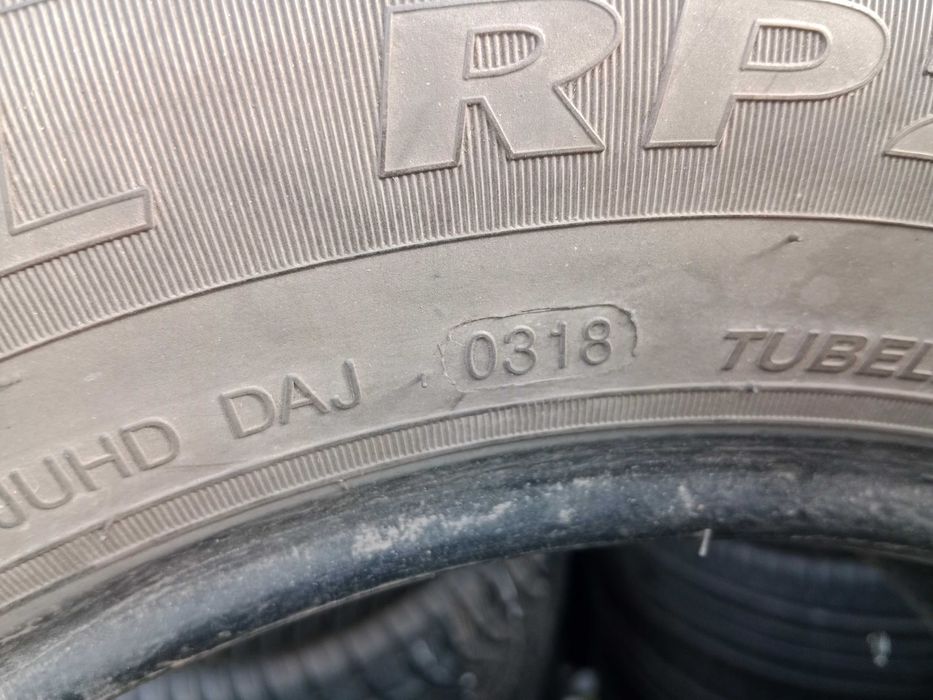 L RP
JUHD DAJ 0318 TUBEL